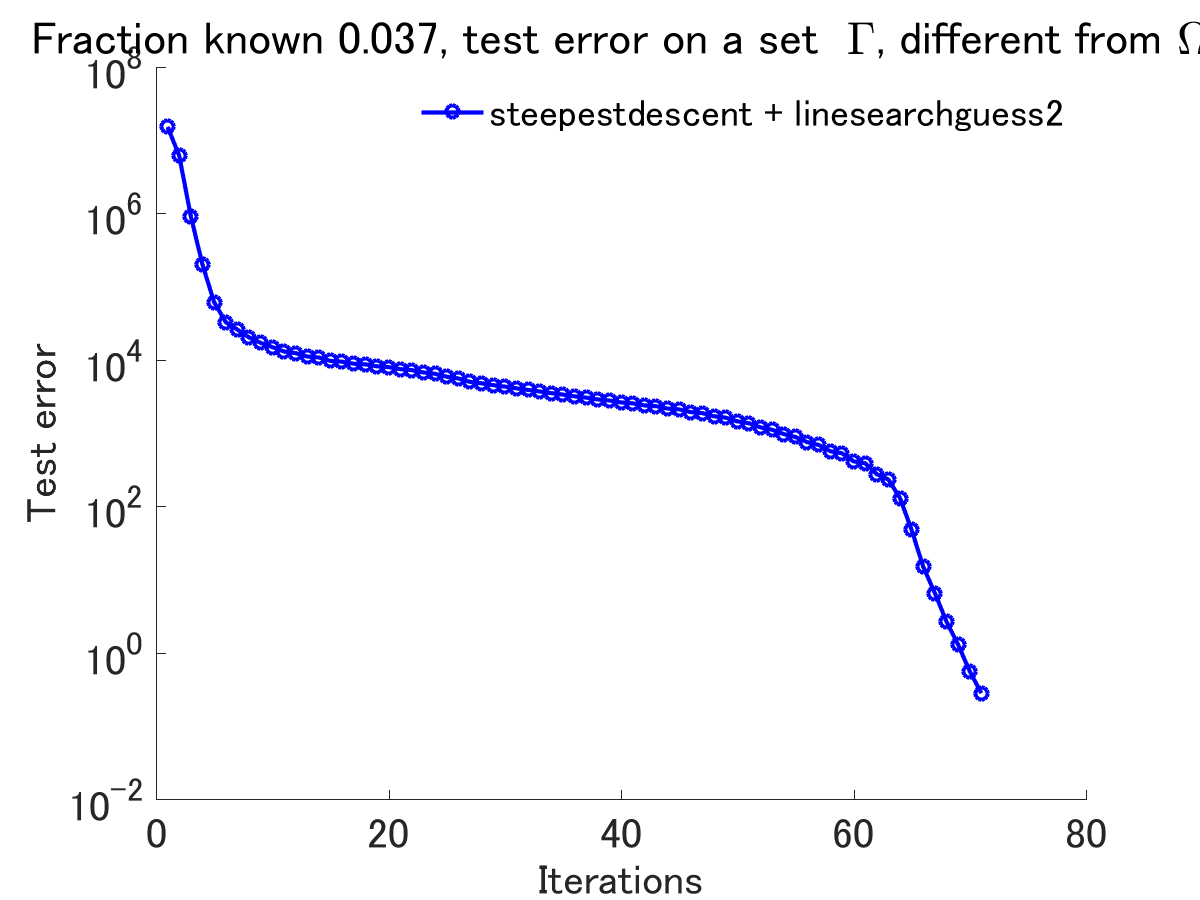 Fraction known 0.037, test error on a set Γ, different from Ω
10^8
steepestdescent + linesearchguess2
10^6
10^4
10^2
10^0
10^−2
Test error
0 20 40 60 80
Iterations